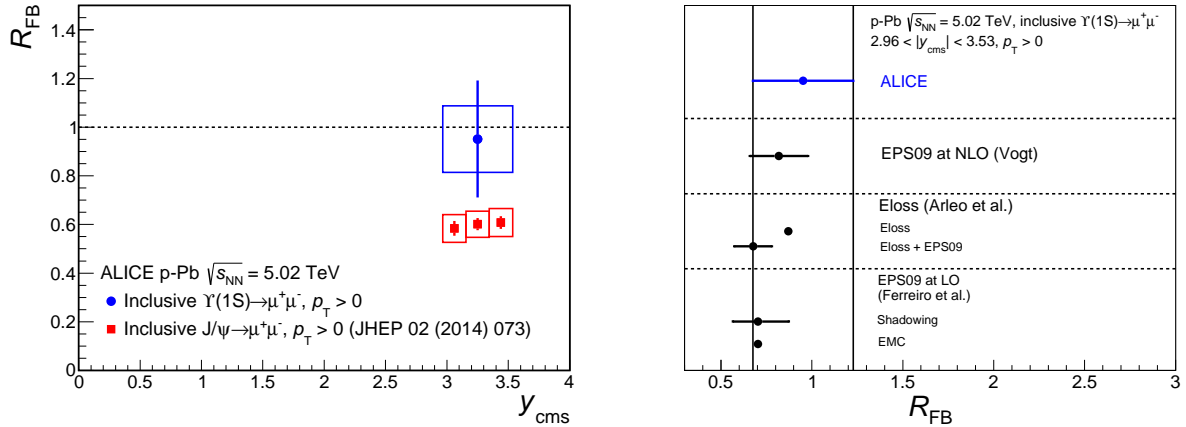 R_FB
1.4
1.2
1
0.8
0.6
0.4
0.2
0
ALICE p-Pb √s_NN = 5.02 TeV
Inclusive ϒ(1S)→μ⁺μ⁻, p_T > 0
Inclusive J/ψ→μ⁺μ⁻, p_T > 0 (JHEP 02 (2014) 073)
0 0.5 1 1.5 2 2.5 3 3.5 4
y_cms
p-Pb √s_NN = 5.02 TeV, inclusive ϒ(1S)→μ⁺μ⁻
2.96 < |y_cms| < 3.53, p_T > 0
ALICE
EPS09 at NLO (Vogt)
Eloss (Arleo et al.)
Eloss
Eloss + EPS09
EPS09 at LO
(Ferreiro et al.)
Shadowing
EMC
0.5 1 1.5 2 2.5 3
R_FB